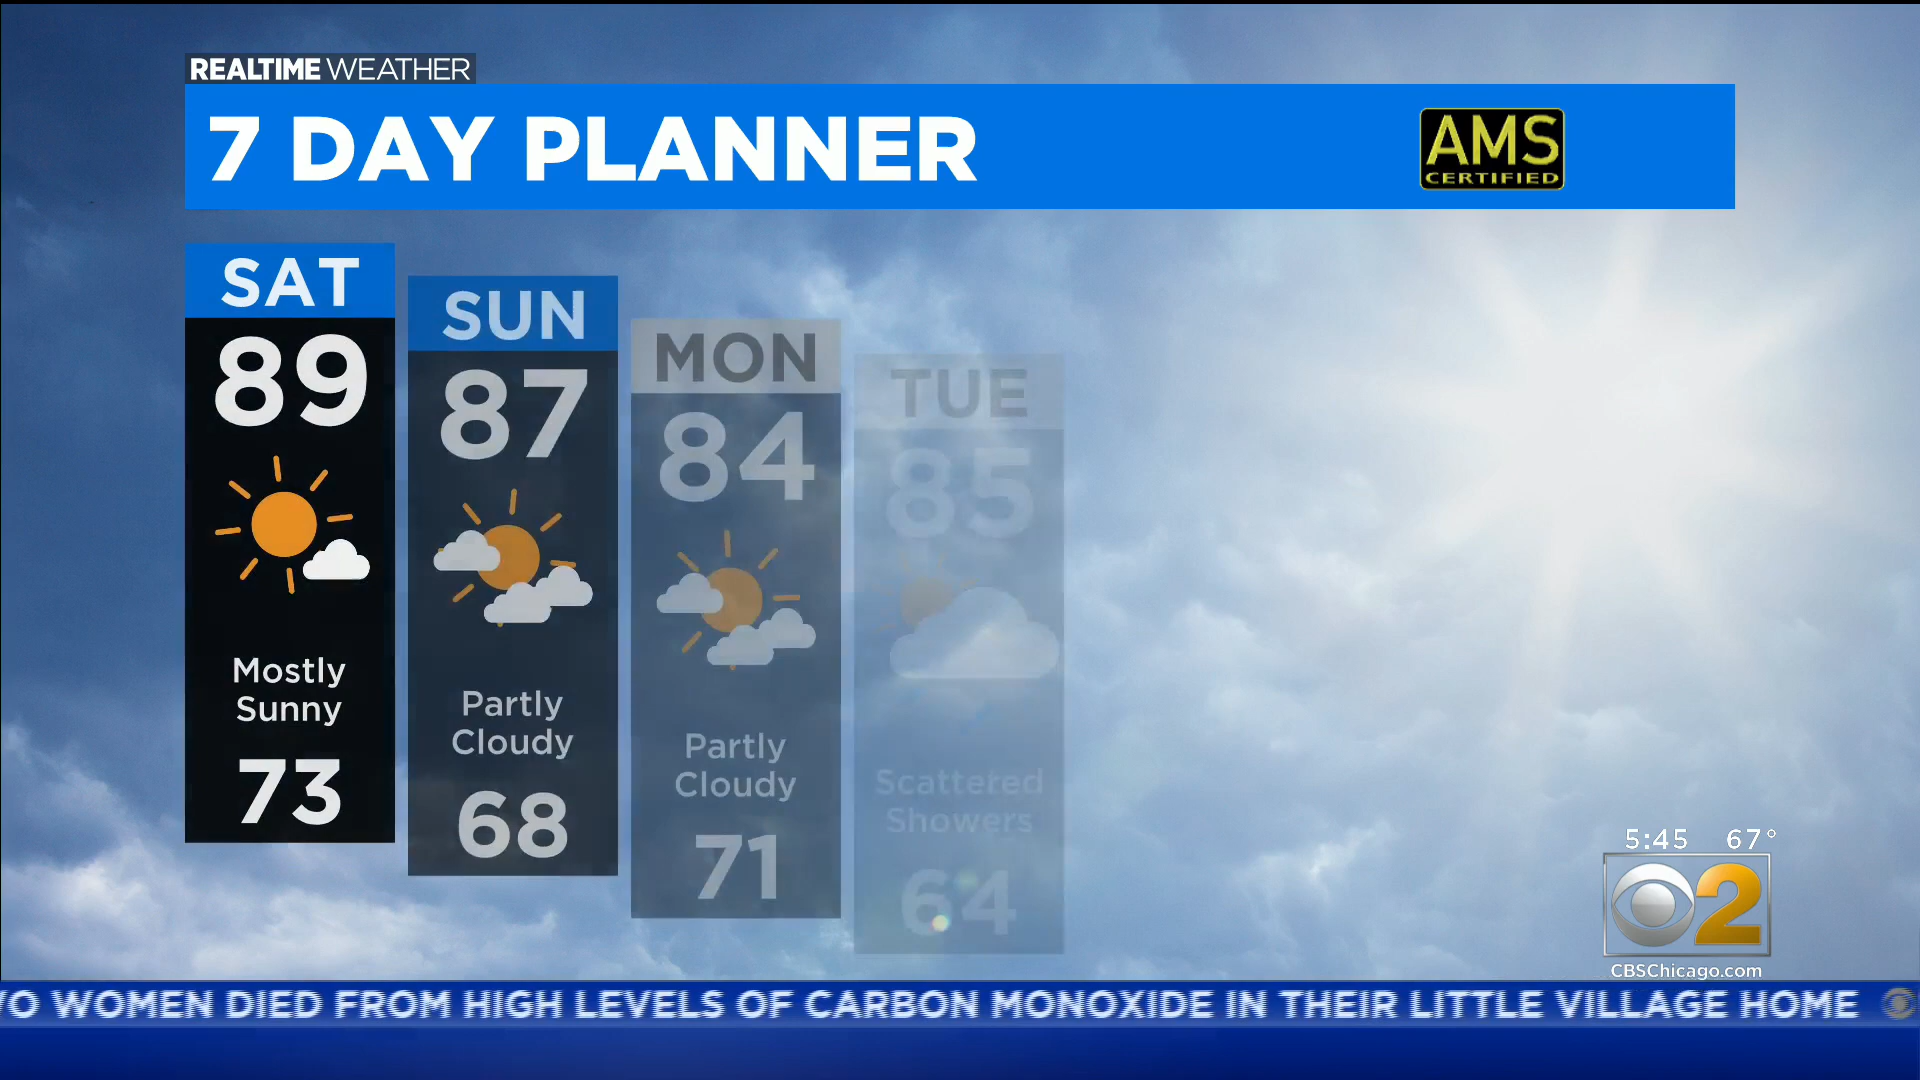 REALTIME WEATHER
7 DAY PLANNER
AMS
CERTIFIED
SAT
89
Mostly
Sunny
73
SUN
87
Partly
Cloudy
68
MON
84
Partly
Cloudy
71
TUE
85
Scattered
Showers
64
5:45 67°
2
CBSChicago.com
WOMEN DIED FROM HIGH LEVELS OF CARBON MONOXIDE IN THEIR LITTLE VILLAGE HOME